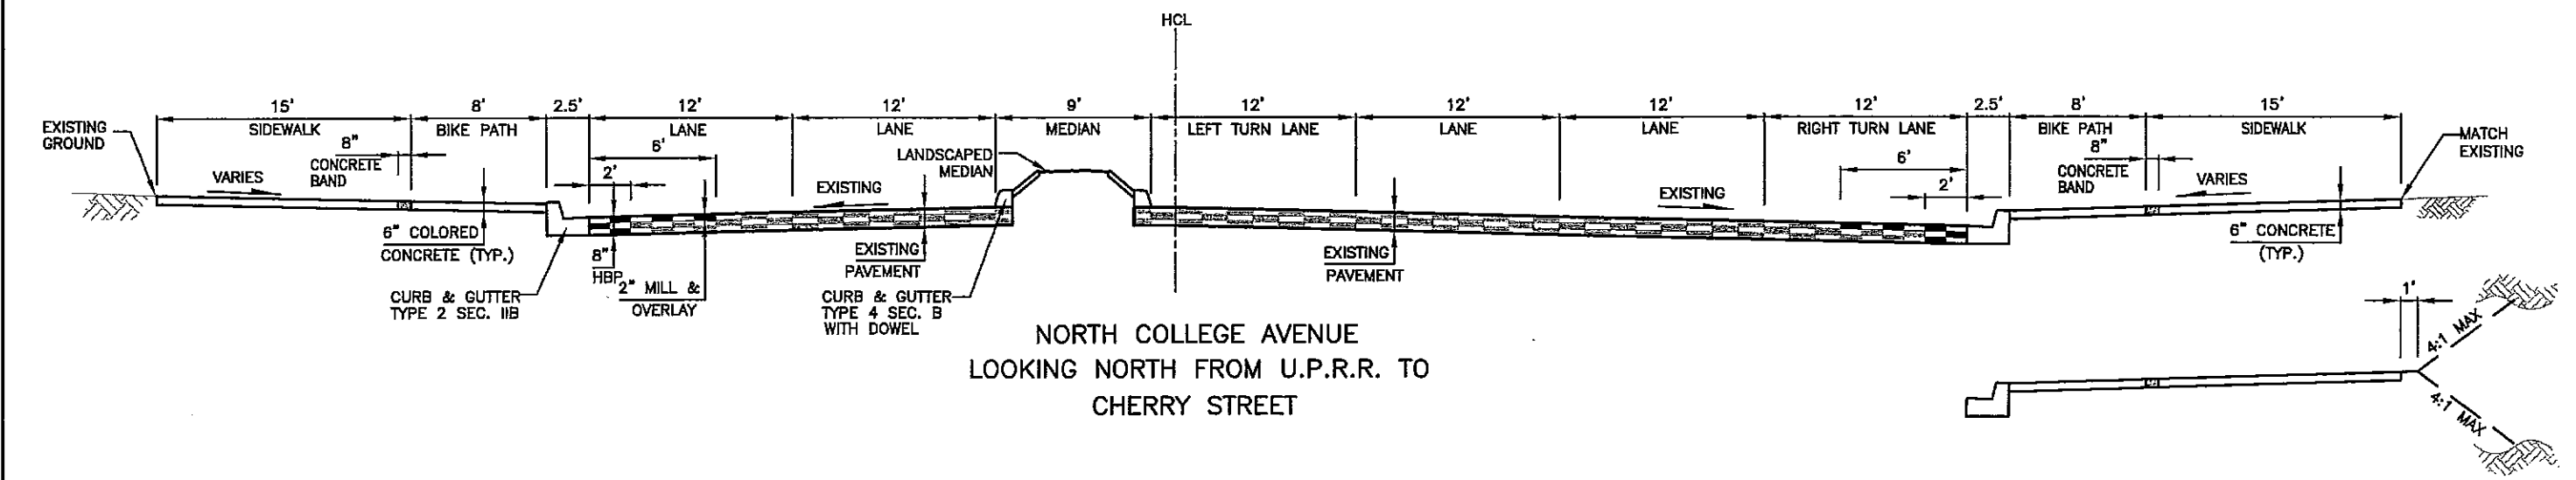 HCL
15' 8' 2.5' 12' 12' 9' 12' 12' 12' 12' 2.5' 8' 15'
SIDEWALK BIKE PATH LANE LANE MEDIAN LEFT TURN LANE LANE LANE RIGHT TURN LANE BIKE PATH SIDEWALK
EXISTING
GROUND
8"
CONCRETE
BAND
VARIES
6'
2'
LANDSCAPED
MEDIAN
EXISTING
EXISTING
6'
2'
8"
CONCRETE
BAND
VARIES
MATCH
EXISTING
6" COLORED
CONCRETE (TYP.)
8"
HBP
2" MILL &
OVERLAY
EXISTING
PAVEMENT
EXISTING
PAVEMENT
6" CONCRETE
(TYP.)
CURB & GUTTER
TYPE 2 SEC. IIB
CURB & GUTTER
TYPE 4 SEC. B
WITH DOWEL
NORTH COLLEGE AVENUE
LOOKING NORTH FROM U.P.R.R. TO
CHERRY STREET
1'
4:1 MAX
4:1 MAX